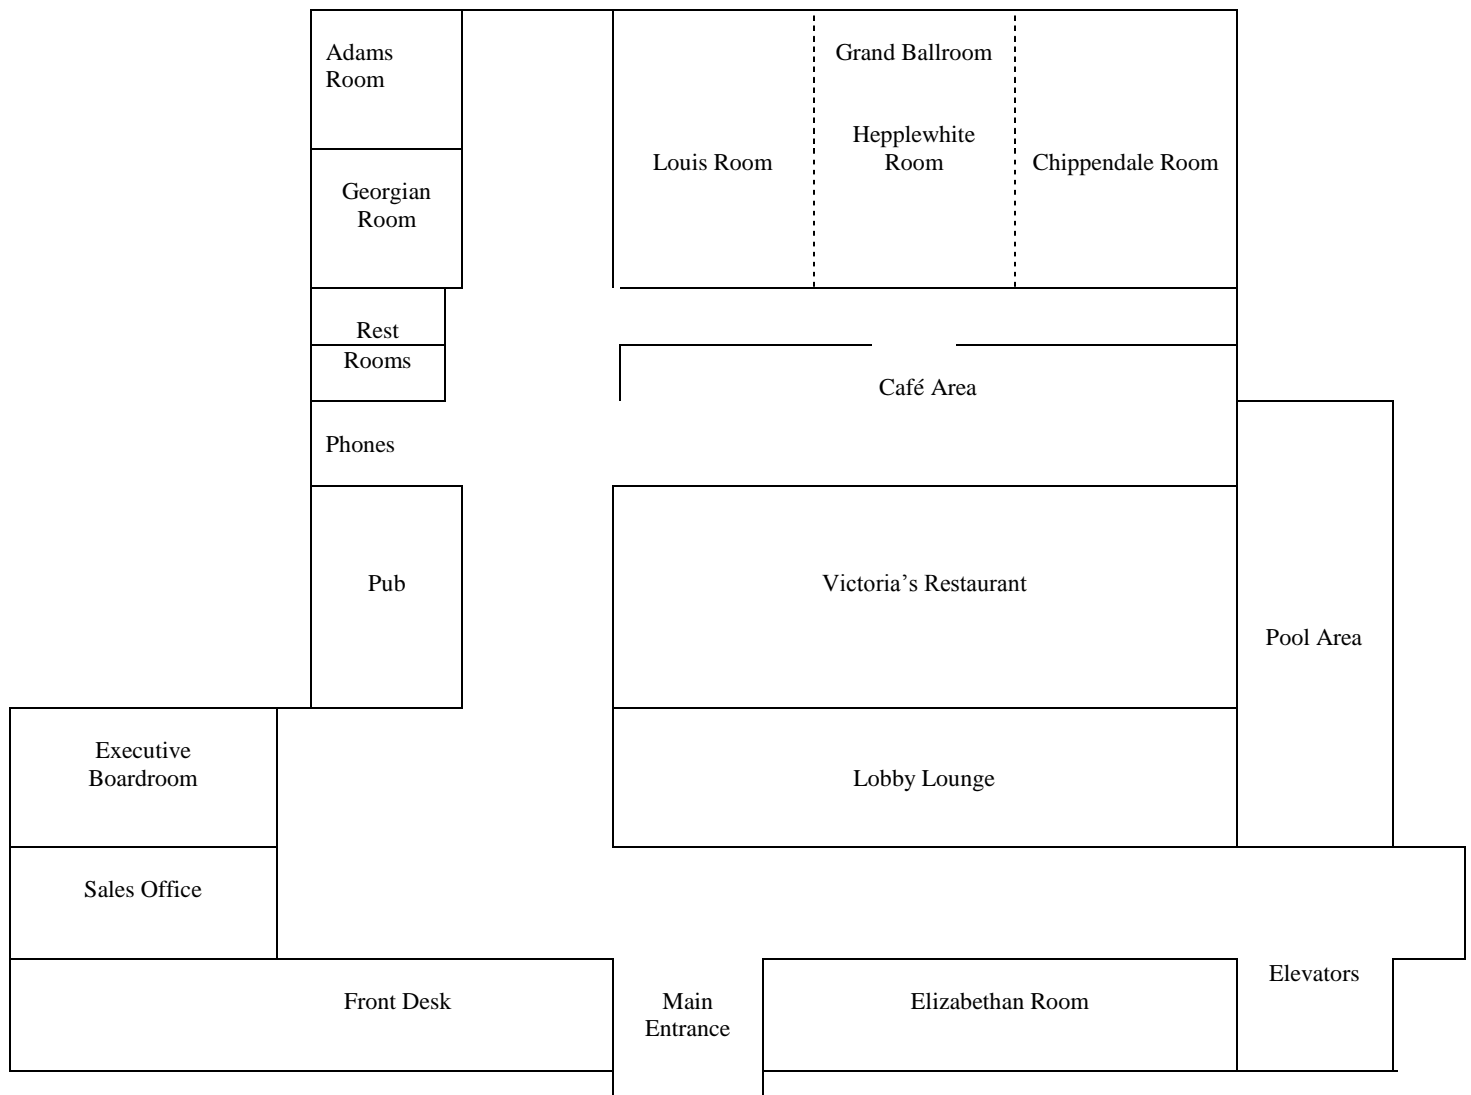 Adams
Room
Grand Ballroom
Hepplewhite
Room
Louis Room
Chippendale Room
Georgian
Room
Rest
Rooms
Café Area
Phones
Pub
Victoria’s Restaurant
Pool Area
Executive
Boardroom
Lobby Lounge
Sales Office
Elevators
Front Desk
Main
Entrance
Elizabethan Room